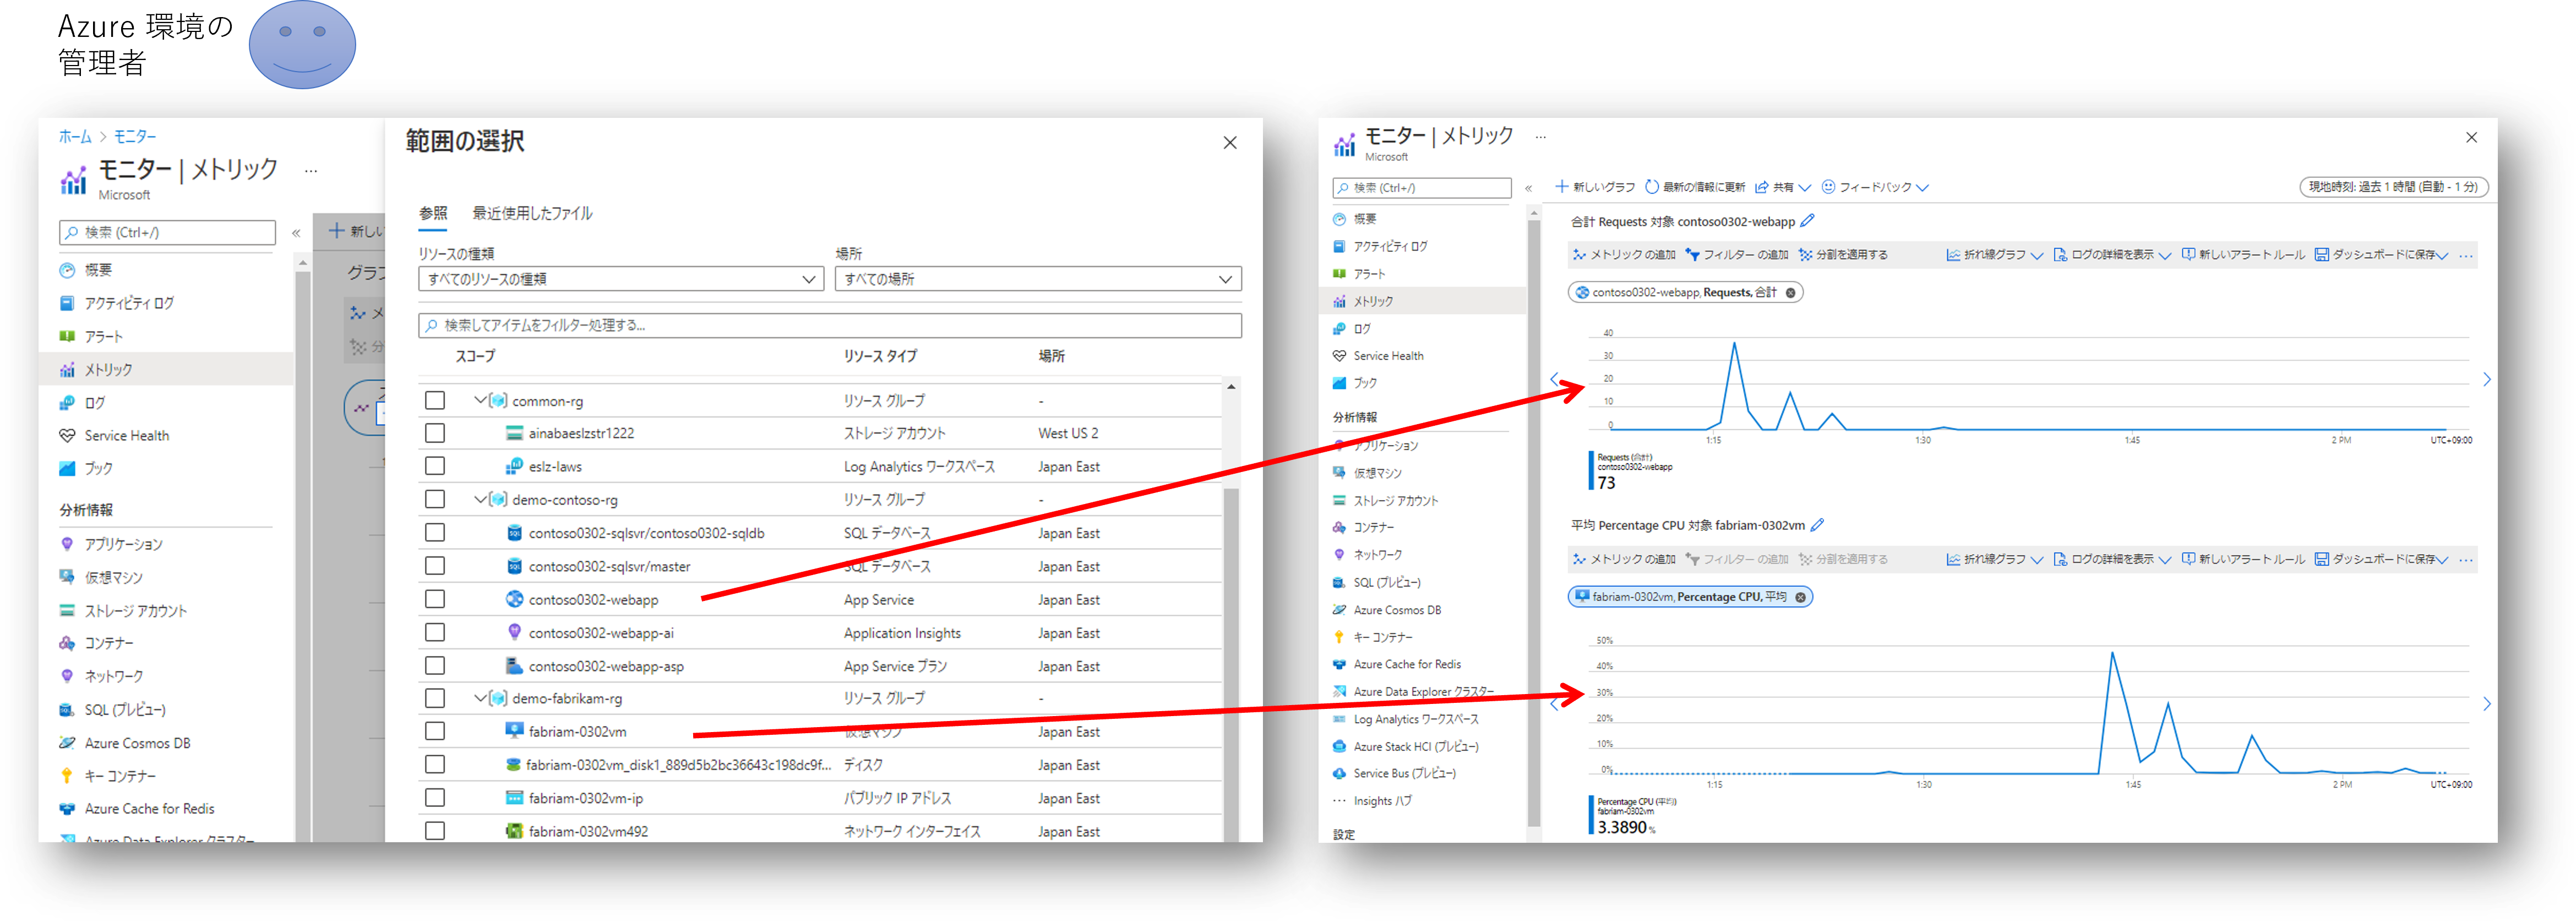 Azure 環境の
管理者
ホーム > モニター
モニター | メトリック ...
Microsoft
検索 (Ctrl+/)
«
概要
アクティビティ ログ
アラート
メトリック
ログ
Service Health
ブック
分析情報
アプリケーション
仮想マシン
ストレージ アカウント
コンテナー
ネットワーク
SQL (プレビュー)
Azure Cosmos DB
キー コンテナー
Azure Cache for Redis
Azure Data Explorer クラスター
新しい
グラフ
範囲の選択
参照 最近使用したファイル
リソースの種類 場所
すべてのリソースの種類 すべての場所
検索してアイテムをフィルター処理する...
スコープ リソース タイプ 場所
common-rg リソース グループ -
ainabaeslzstr1222 ストレージ アカウント West US 2
eslz-laws Log Analytics ワークスペース Japan East
demo-contoso-rg リソース グループ -
contoso0302-sqlsvr/contoso0302-sqldb SQL データベース Japan East
contoso0302-sqlsvr/master SQL データベース Japan East
contoso0302-webapp App Service Japan East
contoso0302-webapp-ai Application Insights Japan East
contoso0302-webapp-asp App Service プラン Japan East
demo-fabrikam-rg リソース グループ -
fabriam-0302vm 仮想マシン Japan East
fabriam-0302vm_disk1_889d5b2bc36643c198dc9f... ディスク Japan East
fabriam-0302vm-ip パブリック IP アドレス Japan East
fabriam-0302vm492 ネットワーク インターフェイス Japan East
モニター | メトリック ...
Microsoft
検索 (Ctrl+/)
«
概要
アクティビティ ログ
アラート
メトリック
ログ
Service Health
ブック
分析情報
アプリケーション
仮想マシン
ストレージ アカウント
コンテナー
ネットワーク
SQL (プレビュー)
Azure Cosmos DB
キー コンテナー
Azure Cache for Redis
Azure Data Explorer クラスター
Log Analytics ワークスペース
Azure Stack HCI (プレビュー)
Service Bus (プレビュー)
... Insights ハブ
設定
新しいグラフ 最新の情報に更新 共有 フィードバック 現地時刻: 過去 1 時間 (自動 - 1 分)
合計 Requests 対象 contoso0302-webapp
メトリック の追加 フィルター の追加 分割を適用する 折れ線グラフ ログの詳細を表示 新しいアラート ルール ダッシュボードに保存 ...
contoso0302-webapp, Requests, 合計
40
30
20
10
0
1:15 1:30 1:45 2 PM UTC+09:00
Requests (合計)
contoso0302-webapp
73
平均 Percentage CPU 対象 fabriam-0302vm
メトリック の追加 フィルター の追加 分割を適用する 折れ線グラフ ログの詳細を表示 新しいアラート ルール ダッシュボードに保存 ...
fabriam-0302vm, Percentage CPU, 平均
50%
40%
30%
20%
10%
0%
1:15 1:30 1:45 2 PM UTC+09:00
Percentage CPU (平均)
fabriam-0302vm
3.3890 %